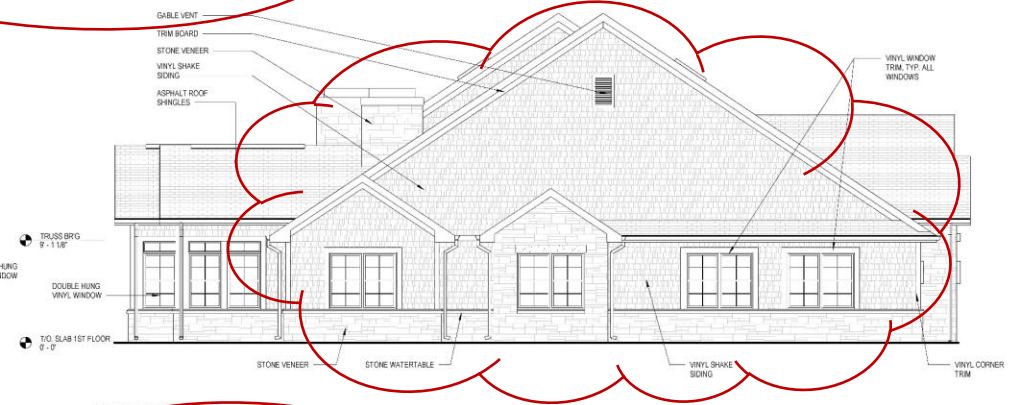 GABLE VENT
TRIM BOARD
STONE VENEER
VINYL SHAKE
SIDING
ASPHALT ROOF
SHINGLES
VINYL WINDOW
TRIM, TYP. ALL
WINDOWS
TRUSS BR'G
9' - 1 1/8"
HUNG
DOUBLE HUNG
VINYL WINDOW
T/O. SLAB 1ST FLOOR
0' - 0"
STONE VENEER
STONE WATERTABLE
VINYL SHAKE
SIDING
VINYL CORNER
TRIM